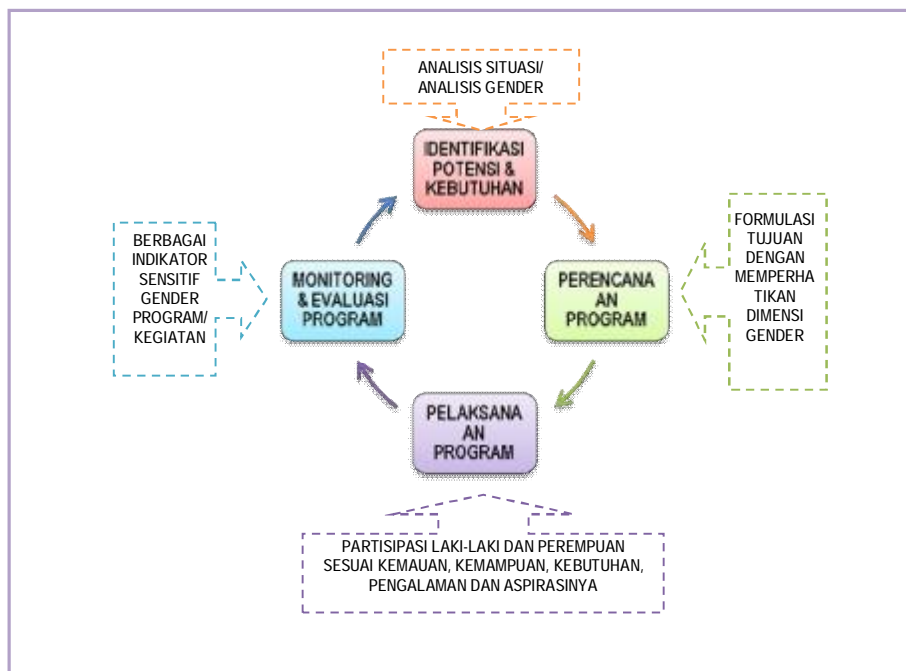 ANALISIS SITUASI/
ANALISIS GENDER
IDENTIFIKASI
POTENSI &
KEBUTUHAN
FORMULASI
TUJUAN
DENGAN
MEMPERHA
TIKAN
DIMENSI
GENDER
PERENCANA
AN
PROGRAM
BERBAGAI
INDIKATOR
SENSITIF
GENDER
PROGRAM/
KEGIATAN
MONITORING
& EVALUASI
PROGRAM
PELAKSANA
AN
PROGRAM
PARTISIPASI LAKI-LAKI DAN PEREMPUAN
SESUAI KEMAUAN, KEMAMPUAN, KEBUTUHAN,
PENGALAMAN DAN ASPIRASINYA